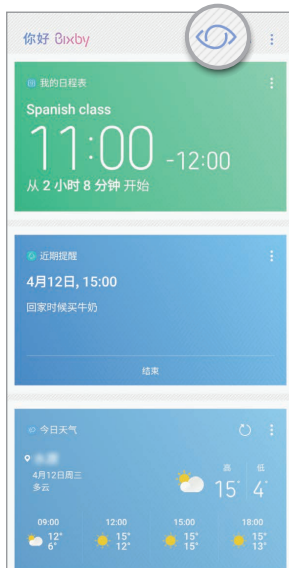 你好 Bixby
我的日程表
Spanish class
11:00 -12:00
从 2 小时 8 分钟 开始
近期提醒
4月12日, 15:00
回家时候买牛奶
结束
今日天气
4月12日周三
多云
高 低
15° 4°
09:00 12:00 15:00 18:00
12° 15° 15° 15°
6° 12° 15° 13°